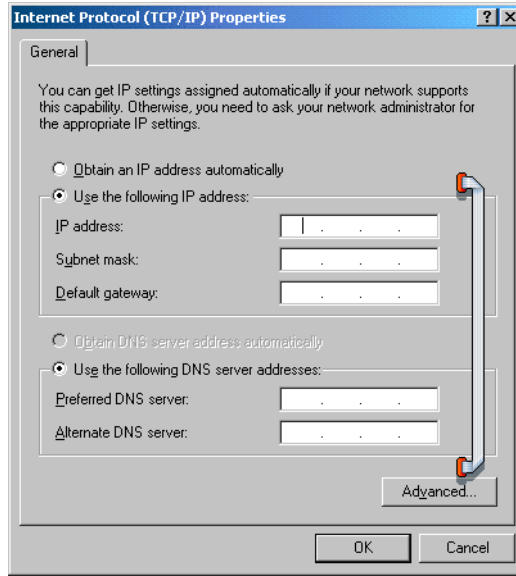 Internet Protocol (TCP/IP) Properties
General
You can get IP settings assigned automatically if your network supports
this capability. Otherwise, you need to ask your network administrator for
the appropriate IP settings.
Obtain an IP address automatically
Use the following IP address:
IP address:
Subnet mask:
Default gateway:
Obtain DNS server address automatically
Use the following DNS server addresses:
Preferred DNS server:
Alternate DNS server:
Advanced...
OK
Cancel